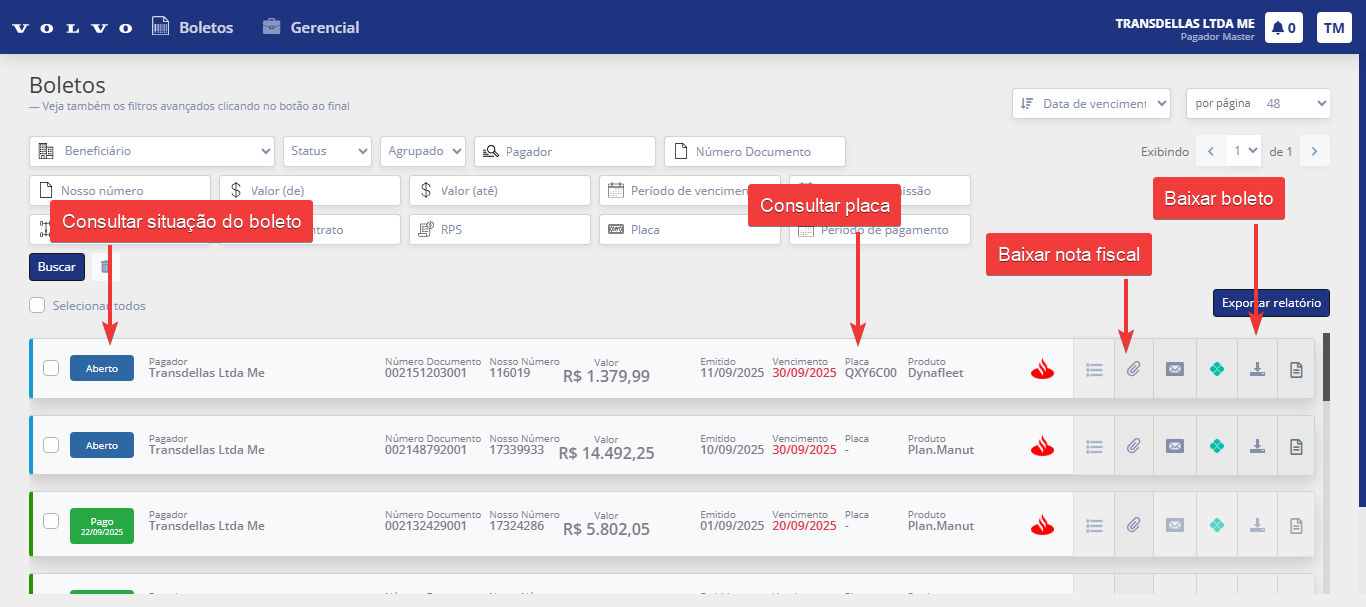 VOLVO Boletos Gerencial TRANSDELLAS LTDA ME 0 TM
Pagador Master
Boletos
— Veja também os filtros avançados clicando no botão ao final
Data de venciment por página 48
Beneficiário Status Agrupado Pagador Número Documento Exibindo 1 de 1
Nosso número Valor (de) Valor (até) Período de vencimen issão
Consultar situação do boleto
Consultar placa
Baixar boleto
Baixar nota fiscal
ntrato RPS Placa Período de pagamento
Buscar
Selecionar todos Exportar relatório
Aberto Pagador Número Documento Nosso Número Valor Emitido Vencimento Placa Produto
Transdellas Ltda Me 002151203001 116019 R$ 1.379,99 11/09/2025 30/09/2025 QXY6C00 Dynafleet
Aberto Pagador Número Documento Nosso Número Valor Emitido Vencimento Placa Produto
Transdellas Ltda Me 002148792001 17339933 R$ 14.492,25 10/09/2025 30/09/2025 - Plan.Manut
Pago Pagador Número Documento Nosso Número Valor Emitido Vencimento Placa Produto
22/09/2025 Transdellas Ltda Me 002132429001 17324286 R$ 5.802,05 01/09/2025 20/09/2025 - Plan.Manut